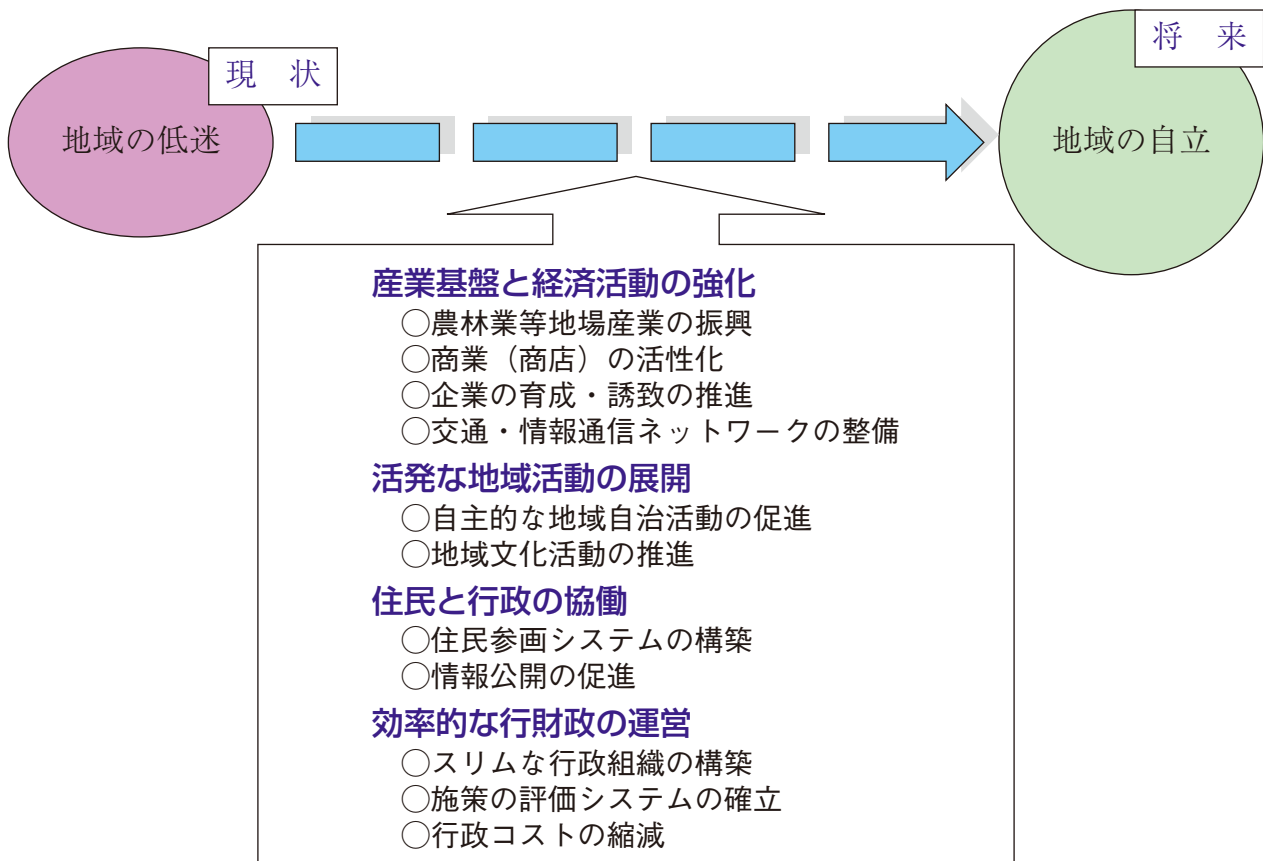 現　状
地域の低迷
将　来
地域の自立
産業基盤と経済活動の強化
○農林業等地場産業の振興
○商業（商店）の活性化
○企業の育成・誘致の推進
○交通・情報通信ネットワークの整備
活発な地域活動の展開
○自主的な地域自治活動の促進
○地域文化活動の推進
住民と行政の協働
○住民参画システムの構築
○情報公開の促進
効率的な行財政の運営
○スリムな行政組織の構築
○施策の評価システムの確立
○行政コストの縮減